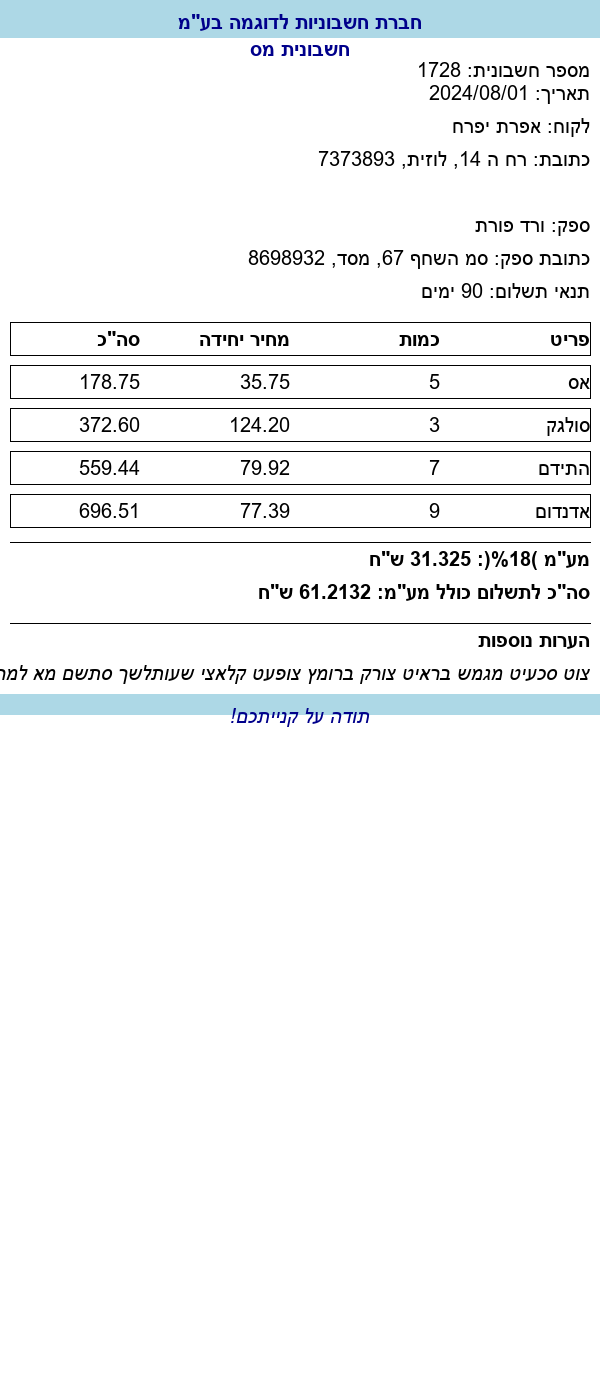 חברת חשבוניות לדוגמה בע"מ
חשבונית מס
מספר חשבונית: 1728
תאריך: 2024/08/01
לקוח: אפרת יפרח
כתובת: רח ה 14, לוזית, 7373893
ספק: ורד פורת
כתובת ספק: סמ השחף 67, מסד, 8698932
תנאי תשלום: 90 ימים
פריט כמות מחיר יחידה סה"כ
אס 5 35.75 178.75
סולגק 3 124.20 372.60
התידם 7 79.92 559.44
אדנדום 9 77.39 696.51
מע"מ )18%(: 31.325 ש"ח
סה"כ לתשלום כולל מע"מ: 61.2132 ש"ח
הערות נוספות
צוט סכעיט מגמש בראיט צורק ברומץ צופעט קלאצי שעותלשך סתשם מא
תודה על קנייתכם!